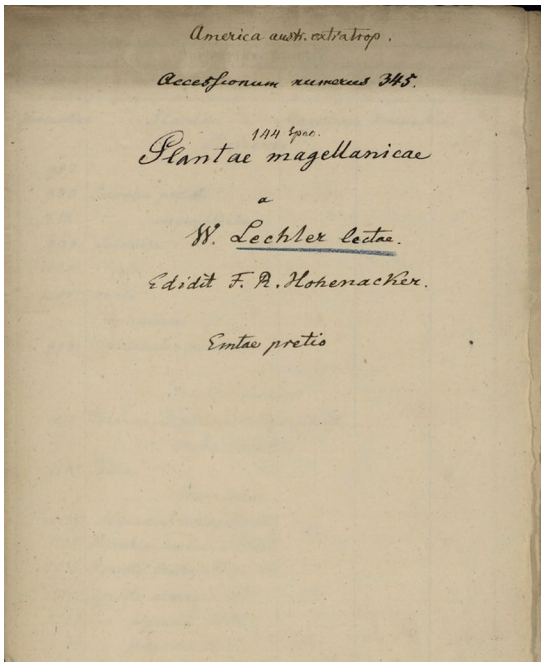 America austr. extratrop.
Accessionum numerus 345.
144 Spec.
Plantae magellanicae
a
W. Lechler lectae.
Edidit F. R. Hohenacker.
Emtae pretio